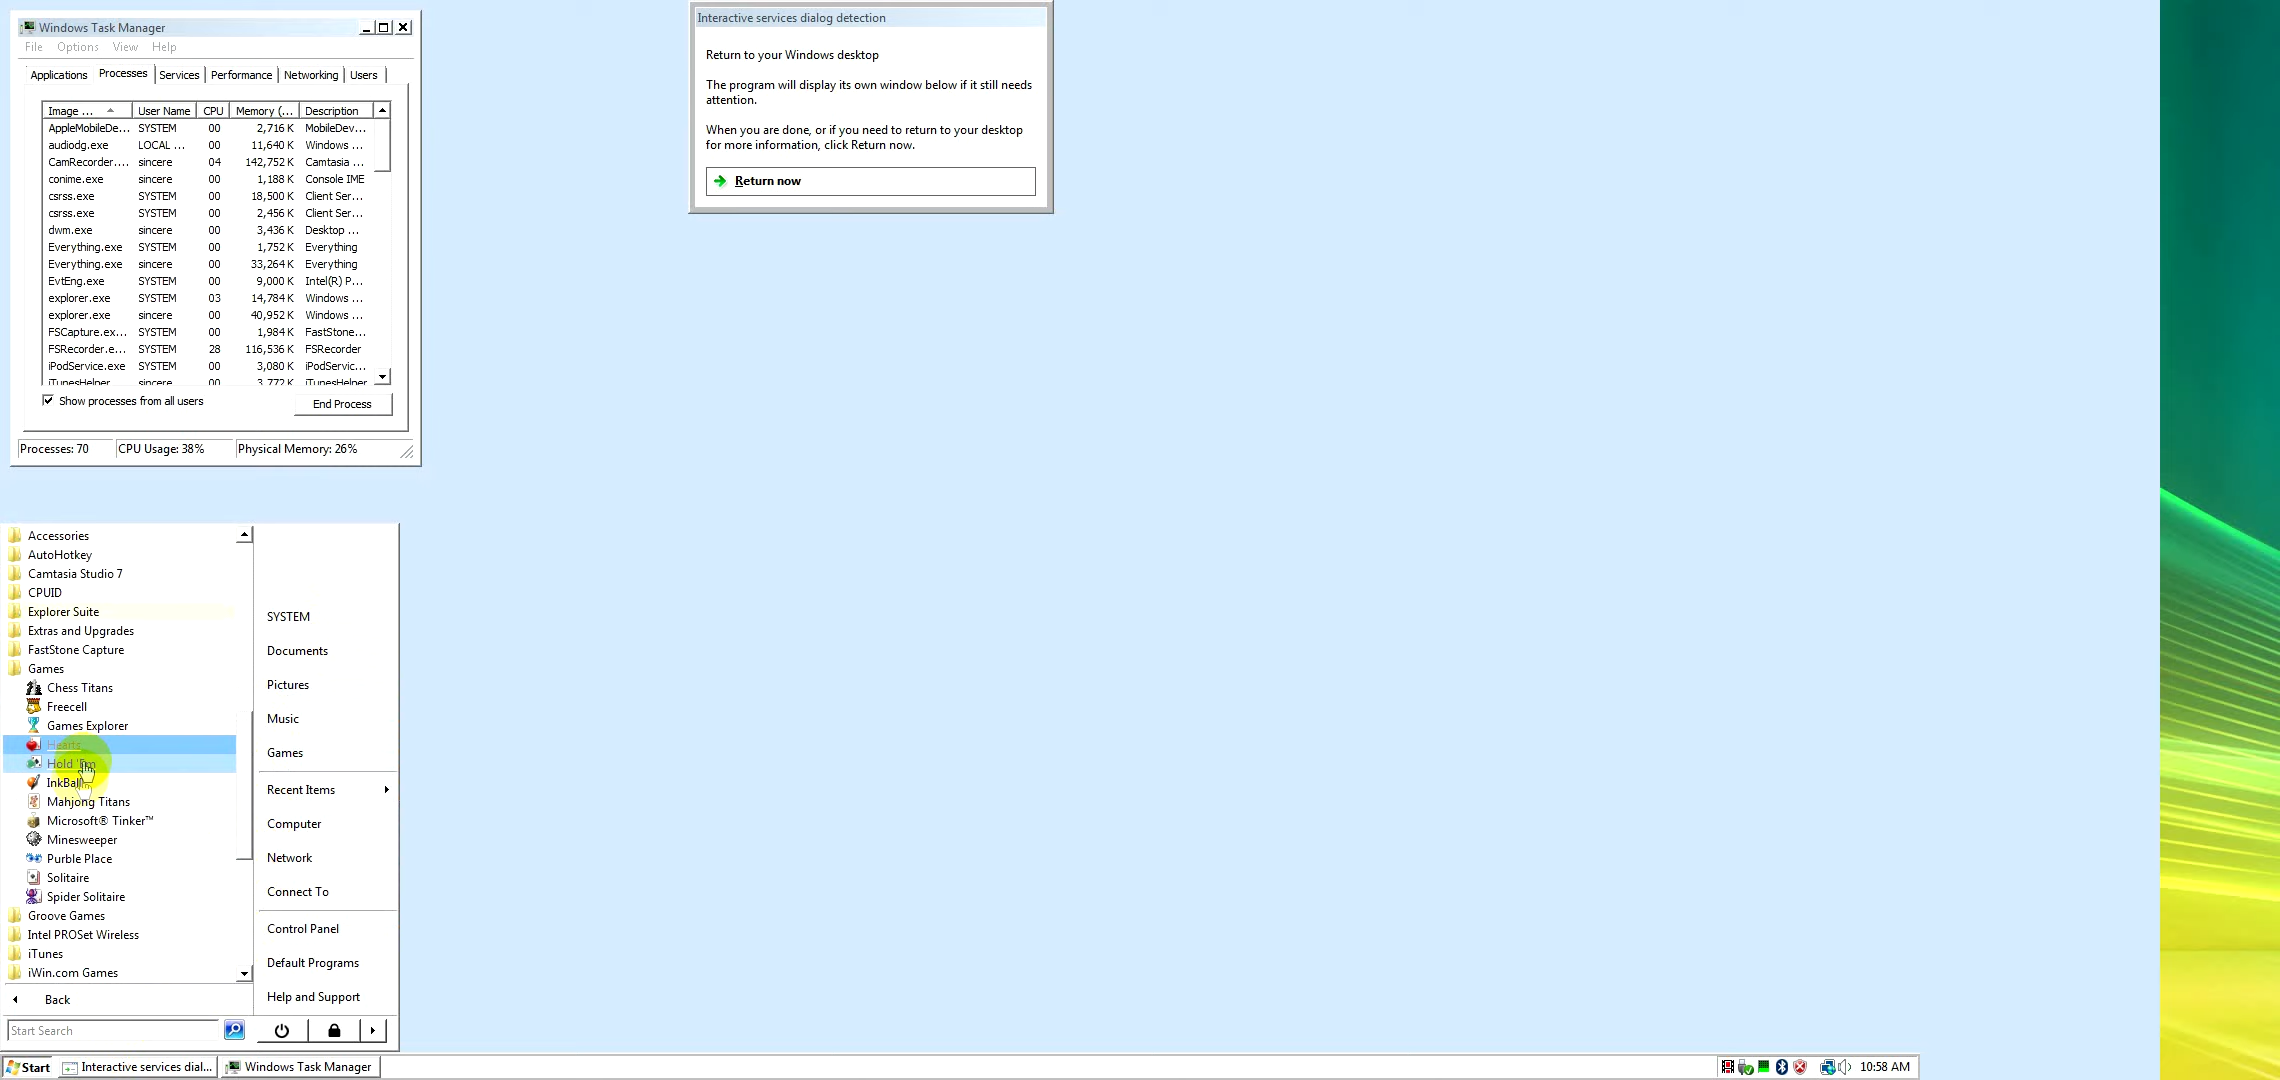 Windows Task Manager
File Options View Help
Applications Processes Services Performance Networking Users
Image ... User Name CPU Memory (... Description
AppleMobileDe... SYSTEM 00 2,716 K MobileDev...
audiodg.exe LOCAL ... 00 11,640 K Windows ...
CamRecorder.... sincere 04 142,752 K Camtasia ...
conime.exe sincere 00 1,188 K Console IME
csrss.exe SYSTEM 00 18,500 K Client Ser...
csrss.exe SYSTEM 00 2,456 K Client Ser...
dwm.exe sincere 00 3,436 K Desktop ...
Everything.exe SYSTEM 00 1,752 K Everything
Everything.exe sincere 00 33,264 K Everything
EvtEng.exe SYSTEM 00 9,000 K Intel(R) P...
explorer.exe SYSTEM 03 14,784 K Windows ...
explorer.exe sincere 00 40,952 K Windows ...
FSCapture.ex... SYSTEM 00 1,984 K FastStone...
FSRecorder.e... SYSTEM 28 116,536 K FSRecorder
iPodService.exe SYSTEM 00 3,080 K iPodServic...
iTunesHelper sincere 00 3,772 K iTunesHelper
Show processes from all users
End Process
Processes: 70 CPU Usage: 38% Physical Memory: 26%
Interactive services dialog detection
Return to your Windows desktop
The program will display its own window below if it still needs
attention.
When you are done, or if you need to return to your desktop
for more information, click Return now.
Return now
Accessories
AutoHotkey
Camtasia Studio 7
CPUID
Explorer Suite
Extras and Upgrades
FastStone Capture
Games
Chess Titans
Freecell
Games Explorer
Hearts
Hold 'Em
InkBall
Mahjong Titans
Microsoft® Tinker™
Minesweeper
Purble Place
Solitaire
Spider Solitaire
Groove Games
Intel PROSet Wireless
iTunes
iWin.com Games
Back
Start Search
SYSTEM
Documents
Pictures
Music
Games
Recent Items
Computer
Network
Connect To
Control Panel
Default Programs
Help and Support
Start Interactive services dial... Windows Task Manager 10:58 AM